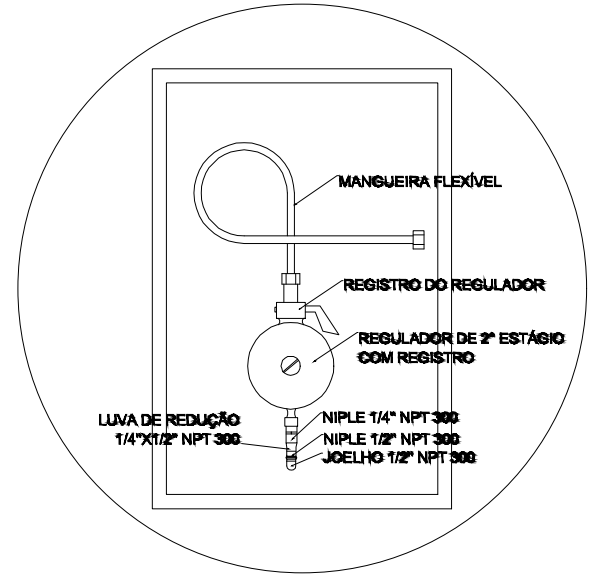 MANGUEIRA FLEXÍVEL
REGISTRO DO REGULADOR
REGULADOR DE 2° ESTÁGIO
COM REGISTRO
LUVA DE REDUÇÃO
1/4"X1/2" NPT 300
NIPLE 1/4" NPT 300
NIPLE 1/2" NPT 300
JOELHO 1/2" NPT 300